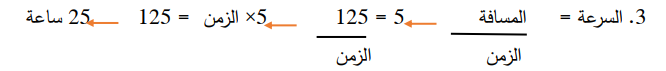 3. السرعة = المسافة ← 5 = 125 ← 5× الزمن = 125 ← 25 ساعة
الزمن الزمن